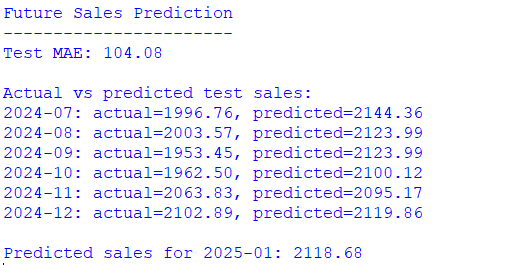 Future Sales Prediction
-----------------------
Test MAE: 104.08
Actual vs predicted test sales:
2024-07: actual=1996.76, predicted=2144.36
2024-08: actual=2003.57, predicted=2123.99
2024-09: actual=1953.45, predicted=2123.99
2024-10: actual=1962.50, predicted=2100.12
2024-11: actual=2063.83, predicted=2095.17
2024-12: actual=2102.89, predicted=2119.86
Predicted sales for 2025-01: 2118.68